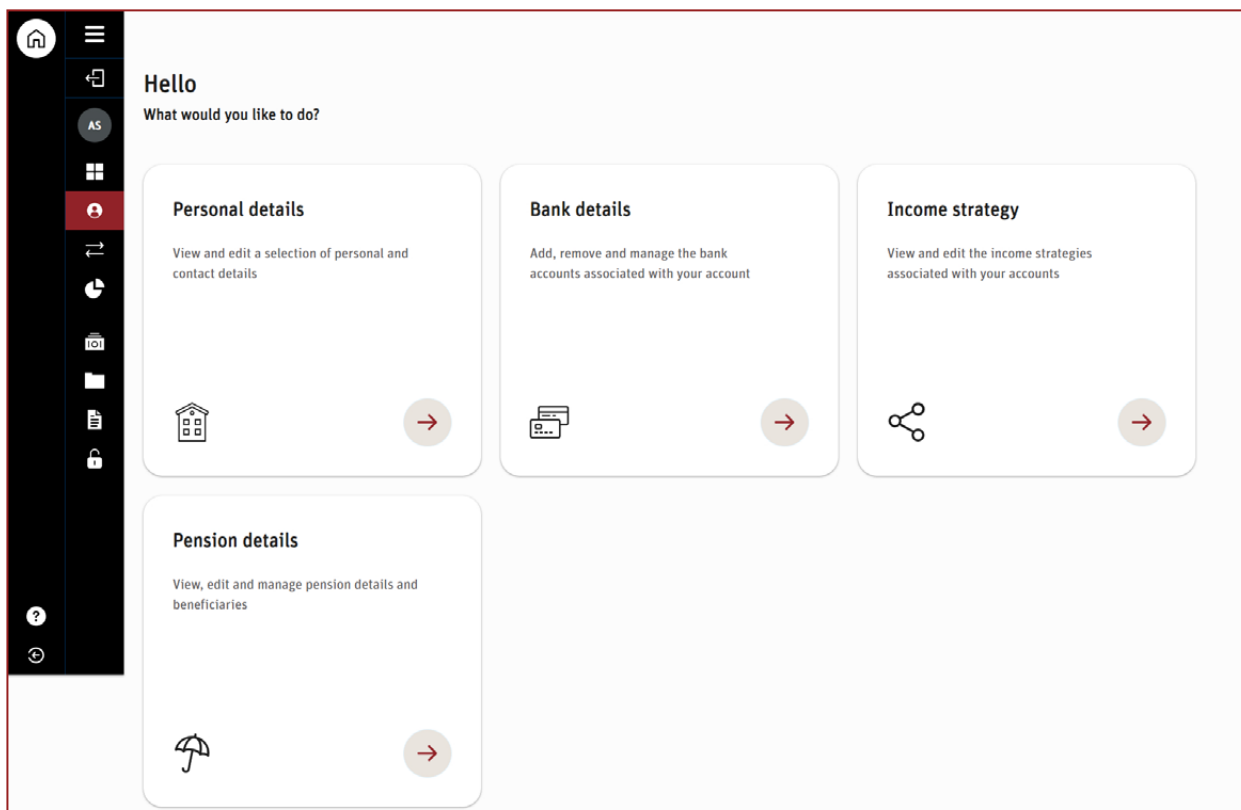 AS
Hello
What would you like to do?
Personal details
View and edit a selection of personal and
contact details
Bank details
Add, remove and manage the bank
accounts associated with your account
Income strategy
View and edit the income strategies
associated with your accounts
Pension details
View, edit and manage pension details and
beneficiaries
?